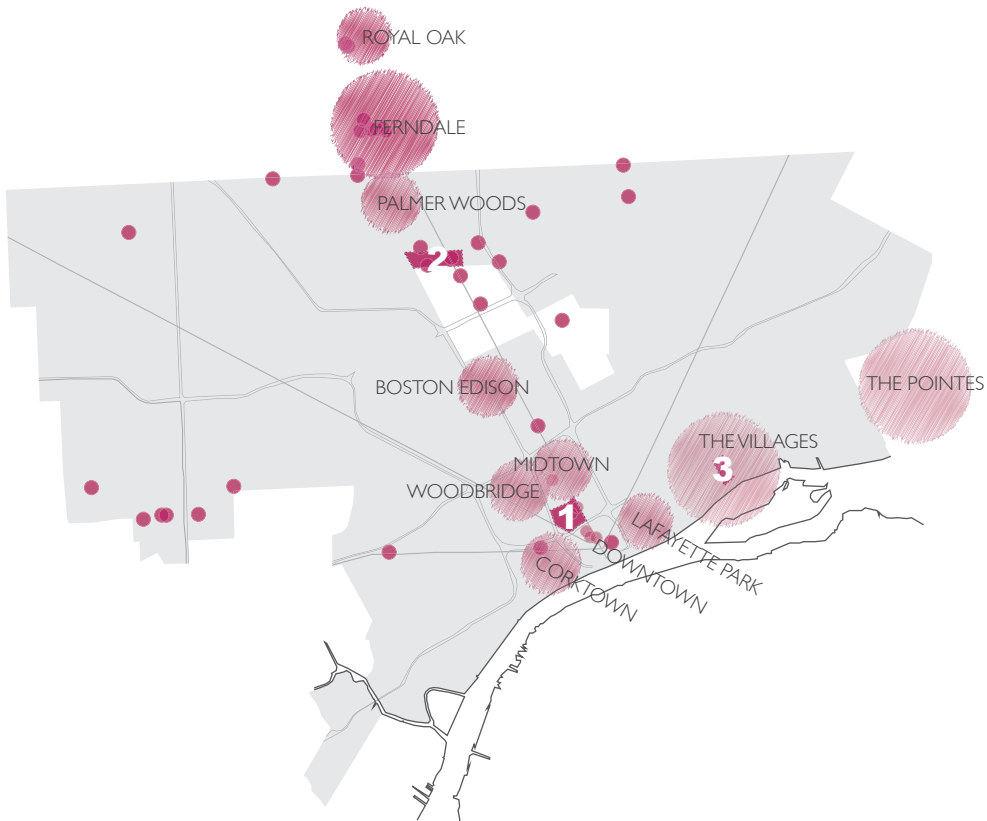 ROYAL OAK
FERNDALE
PALMER WOODS
2
THE POINTES
BOSTON EDISON
THE VILLAGES
MIDTOWN
3
WOODBRIDGE
1
LAFAYETTE PARK
DOWNTOWN
CORKTOWN